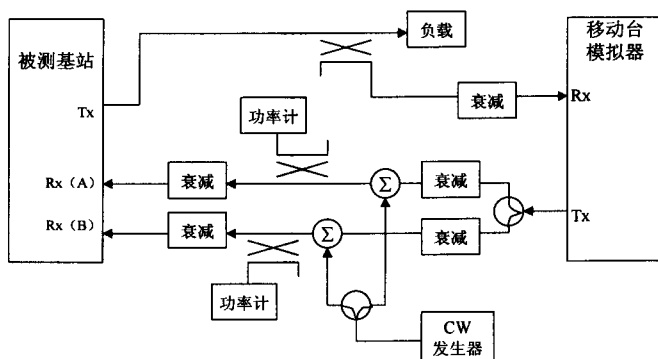 负载
移动台
模拟器
被测基站
Tx
衰减
Rx
功率计
Rx（A）
衰减
Σ
衰减
Tx
Rx（B）
衰减
Σ
衰减
功率计
CW
发生器